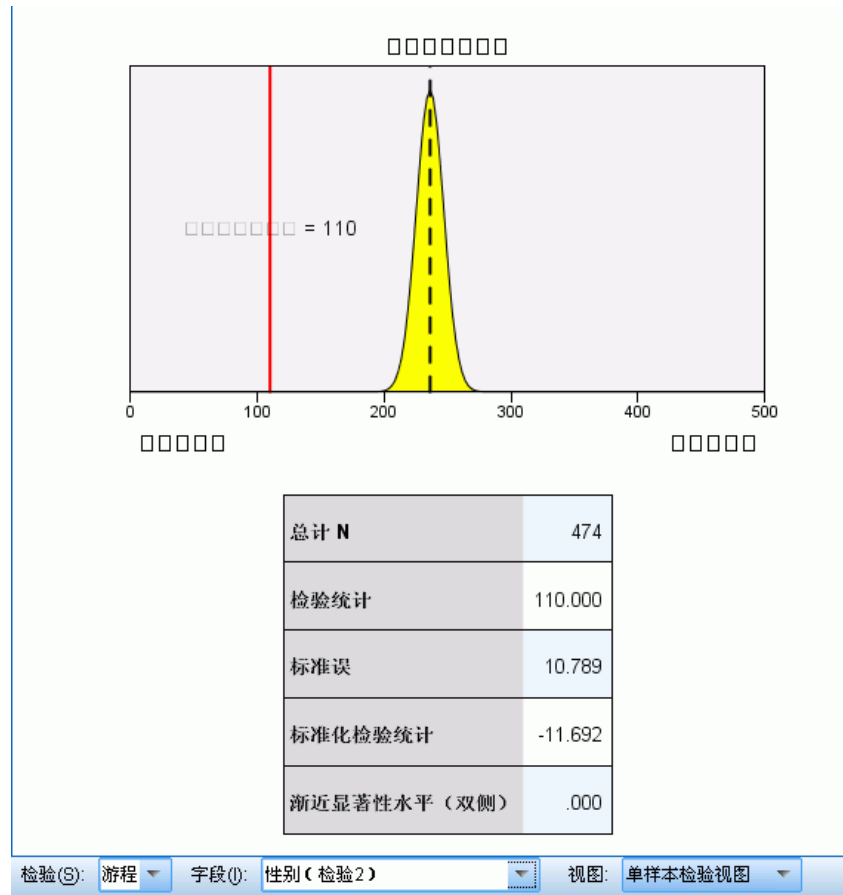 = 110
0 100 200 300 400 500
总计 N 474
检验统计 110.000
标准误 10.789
标准化检验统计 -11.692
渐近显著性水平（双侧） .000
检验(S): 游程 字段(I): 性别（检验2） 视图: 单样本检验视图